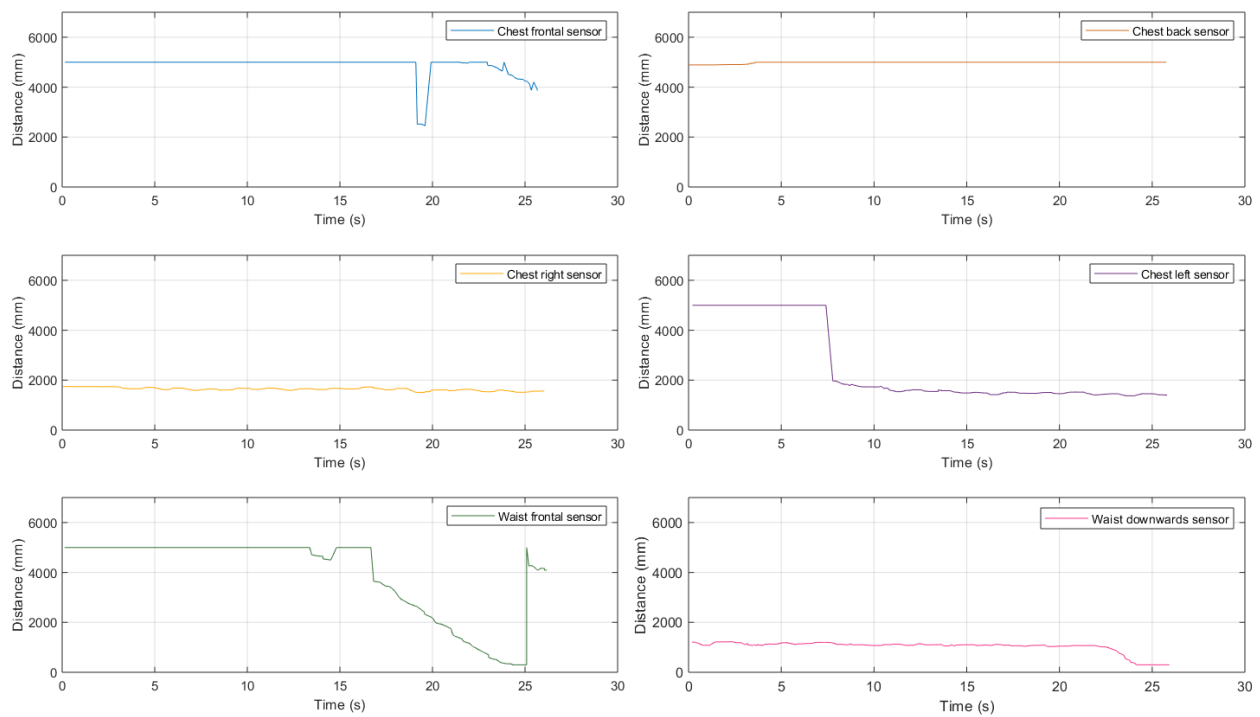 Chest frontal sensor
6000
4000
2000
0
Distance (mm)
0 5 10 15 20 25 30
Time (s)
Chest back sensor
6000
4000
2000
0
Distance (mm)
0 5 10 15 20 25 30
Time (s)
Chest right sensor
6000
4000
2000
0
Distance (mm)
0 5 10 15 20 25 30
Time (s)
Chest left sensor
6000
4000
2000
0
Distance (mm)
0 5 10 15 20 25 30
Time (s)
Waist frontal sensor
6000
4000
2000
0
Distance (mm)
0 5 10 15 20 25 30
Time (s)
Waist downwards sensor
6000
4000
2000
0
Distance (mm)
0 5 10 15 20 25 30
Time (s)